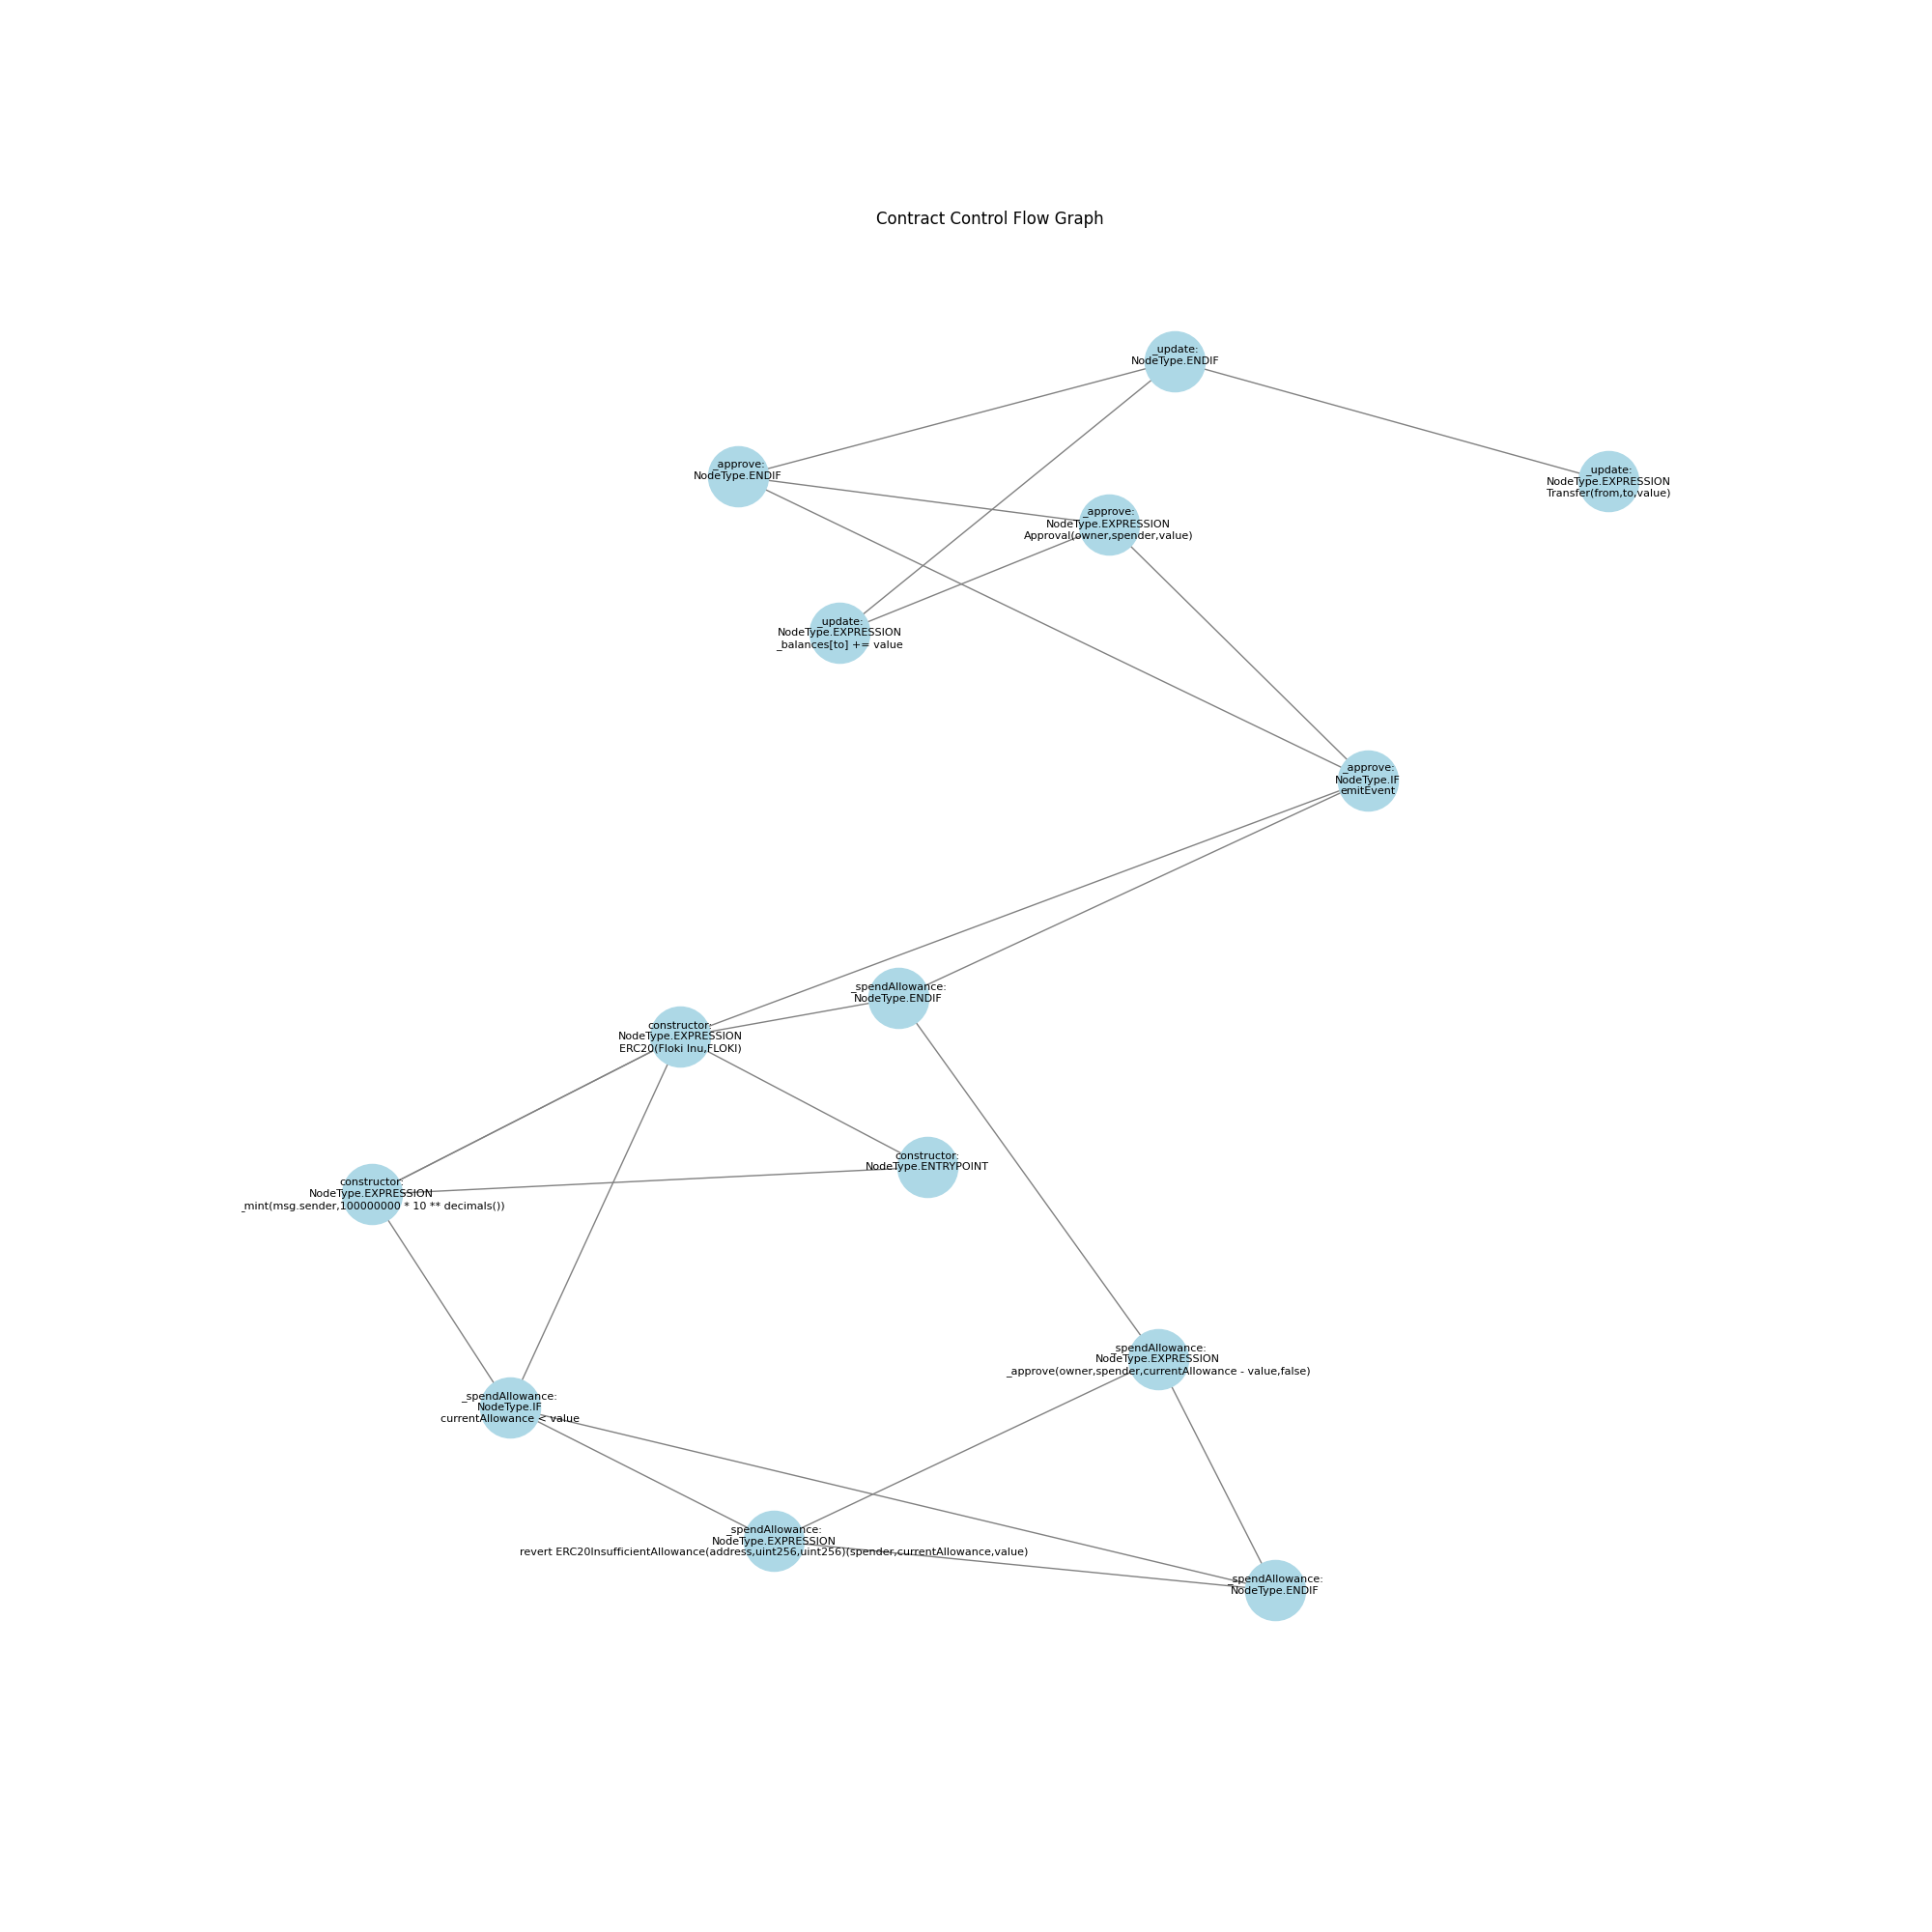 Contract Control Flow Graph
_update:
NodeType.ENDIF
_approve:
NodeType.ENDIF
_update:
NodeType.EXPRESSION
Transfer(from,to,value)
_approve:
NodeType.EXPRESSION
Approval(owner,spender,value)
_update:
NodeType.EXPRESSION
_balances[to] += value
_approve:
NodeType.IF
emitEvent
_spendAllowance:
NodeType.ENDIF
constructor:
NodeType.EXPRESSION
ERC20(Floki Inu,FLOKI)
constructor:
NodeType.ENTRYPOINT
constructor:
NodeType.EXPRESSION
_mint(msg.sender,100000000 * 10 ** decimals())
_spendAllowance:
NodeType.EXPRESSION
_approve(owner,spender,currentAllowance - value,false)
_spendAllowance:
NodeType.IF
currentAllowance < value
_spendAllowance:
NodeType.EXPRESSION
revert ERC20InsufficientAllowance(address,uint256,uint256)(spender,currentAllowance,value)
_spendAllowance:
NodeType.ENDIF